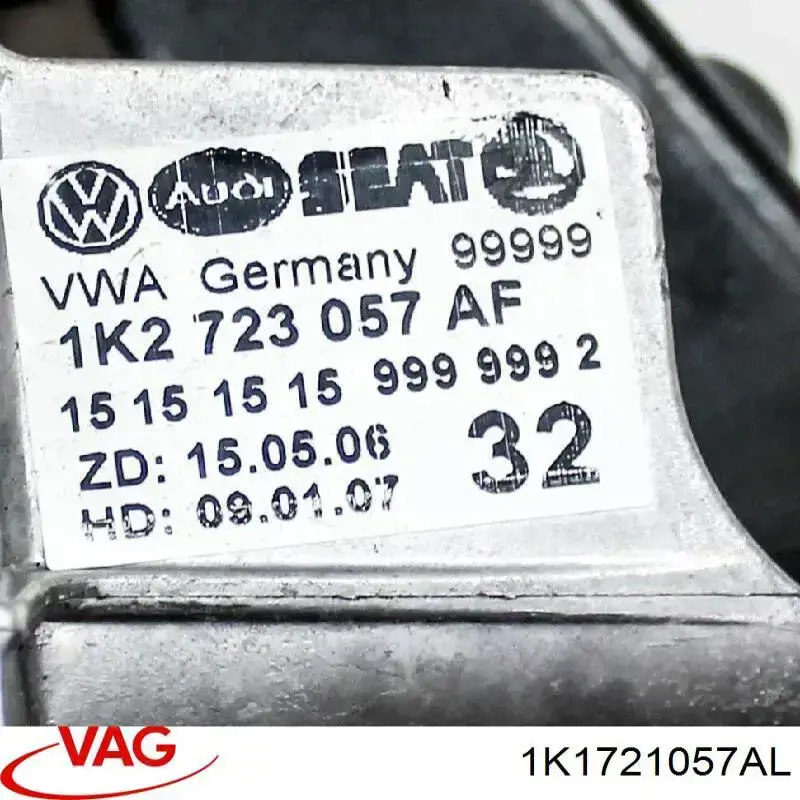 VW Audi SEAT
VWA Germany 99999
1K2 723 057 AF
15 15 15 15 999 999 2
ZD: 15.05.06
HD: 09.01.07
32
VAG
1K1721057AL